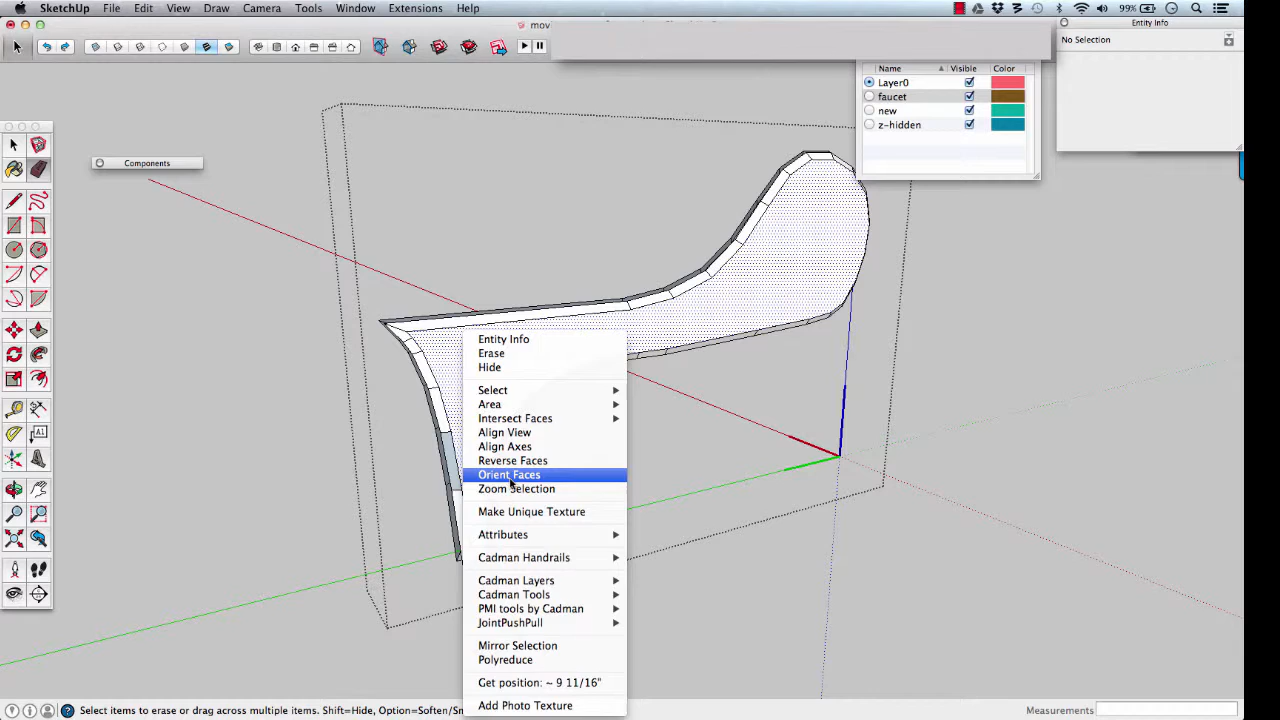 SketchUp File Edit View Draw Camera Tools Window Extensions Help 99%
mov
Entity Info
No Selection
Name Visible Color
Layer0
faucet
new
z-hidden
Components
Entity Info
Erase
Hide
Select
Area
Intersect Faces
Align View
Align Axes
Reverse Faces
Orient Faces
Zoom Selection
Make Unique Texture
Attributes
Cadman Handrails
Cadman Layers
Cadman Tools
PMI tools by Cadman
JointPushPull
Mirror Selection
Polyreduce
Get position: ~ 9 11/16"
Add Photo Texture
Select items to erase or drag across multiple items. Shift=Hide, Option=Soften/Sm
Measurements